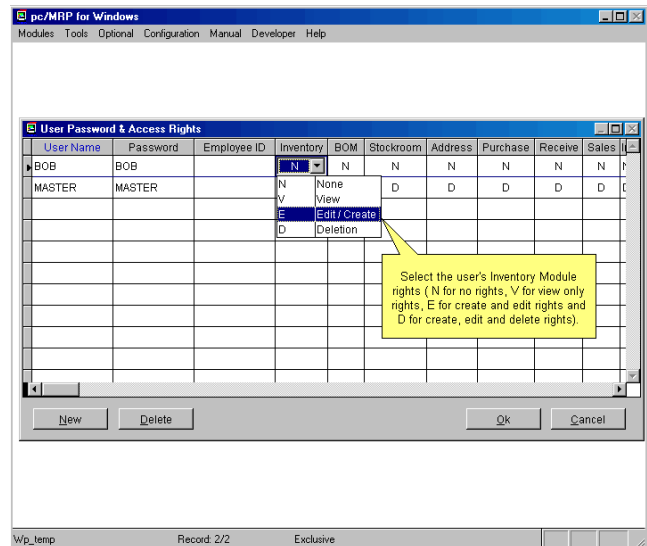 pc/MRP for Windows
Modules Tools Optional Configuration Manual Developer Help
User Password & Access Rights
User Name Password Employee ID Inventory BOM Stockroom Address Purchase Receive Sales
BOB BOB N N N N N N N
MASTER MASTER D D D D D
N None
V View
E Edit / Create
D Deletion
Select the user's Inventory Module
rights ( N for no rights, V for view only
rights, E for create and edit rights and
D for create, edit and delete rights).
New Delete Ok Cancel
Wp_temp Record: 2/2 Exclusive